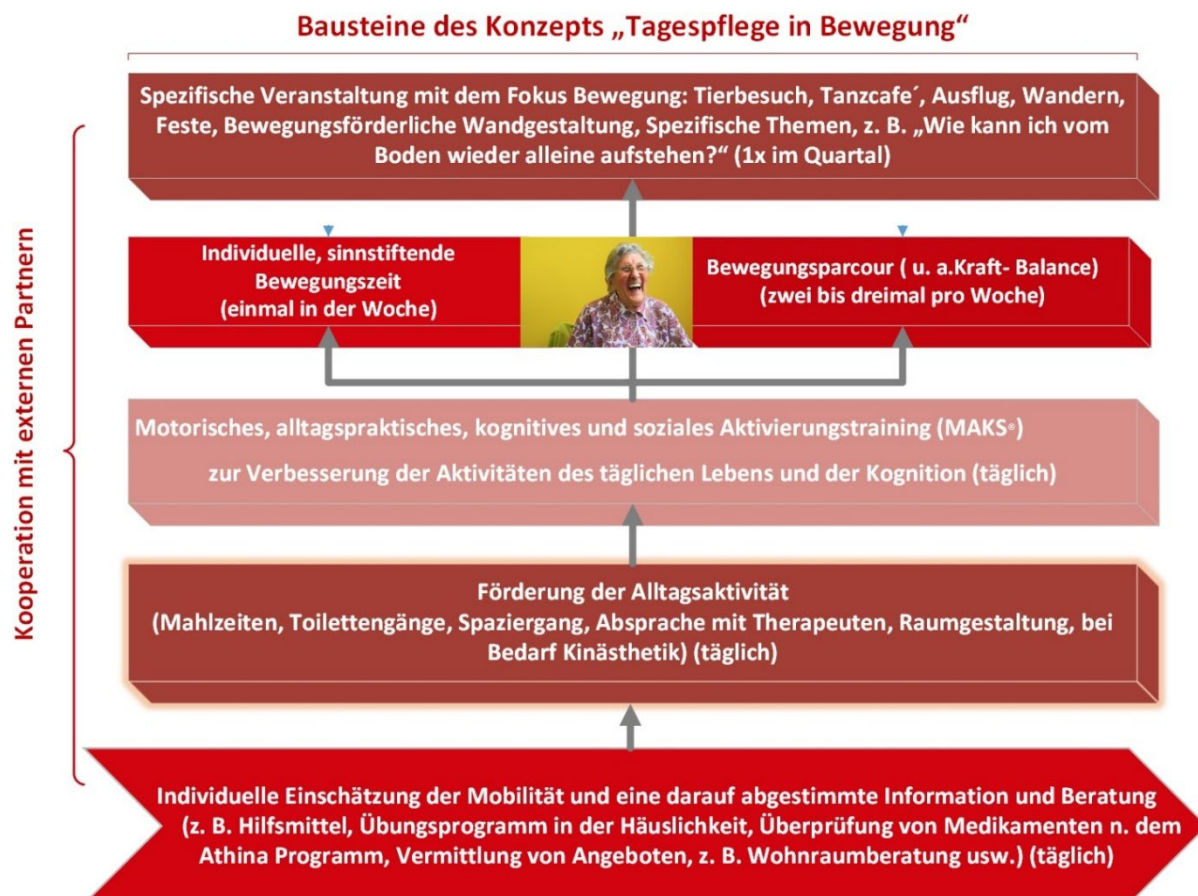 Bausteine des Konzepts „Tagespflege in Bewegung“
Kooperation mit externen Partnern
Spezifische Veranstaltung mit dem Fokus Bewegung: Tierbesuch, Tanzcafe´, Ausflug, Wandern,
Feste, Bewegungsförderliche Wandgestaltung, Spezifische Themen, z. B. „Wie kann ich vom
Boden wieder alleine aufstehen?“ (1x im Quartal)
Individuelle, sinnstiftende
Bewegungszeit
(einmal in der Woche)
Bewegungsparcour ( u. a.Kraft- Balance)
(zwei bis dreimal pro Woche)
Motorisches, alltagspraktisches, kognitives und soziales Aktivierungstraining (MAKS®)
zur Verbesserung der Aktivitäten des täglichen Lebens und der Kognition (täglich)
Förderung der Alltagsaktivität
(Mahlzeiten, Toilettengänge, Spaziergang, Absprache mit Therapeuten, Raumgestaltung, bei
Bedarf Kinästhetik) (täglich)
Individuelle Einschätzung der Mobilität und eine darauf abgestimmte Information und Beratung
(z. B. Hilfsmittel, Übungsprogramm in der Häuslichkeit, Überprüfung von Medikamenten n. dem
Athina Programm, Vermittlung von Angeboten, z. B. Wohnraumberatung usw.) (täglich)